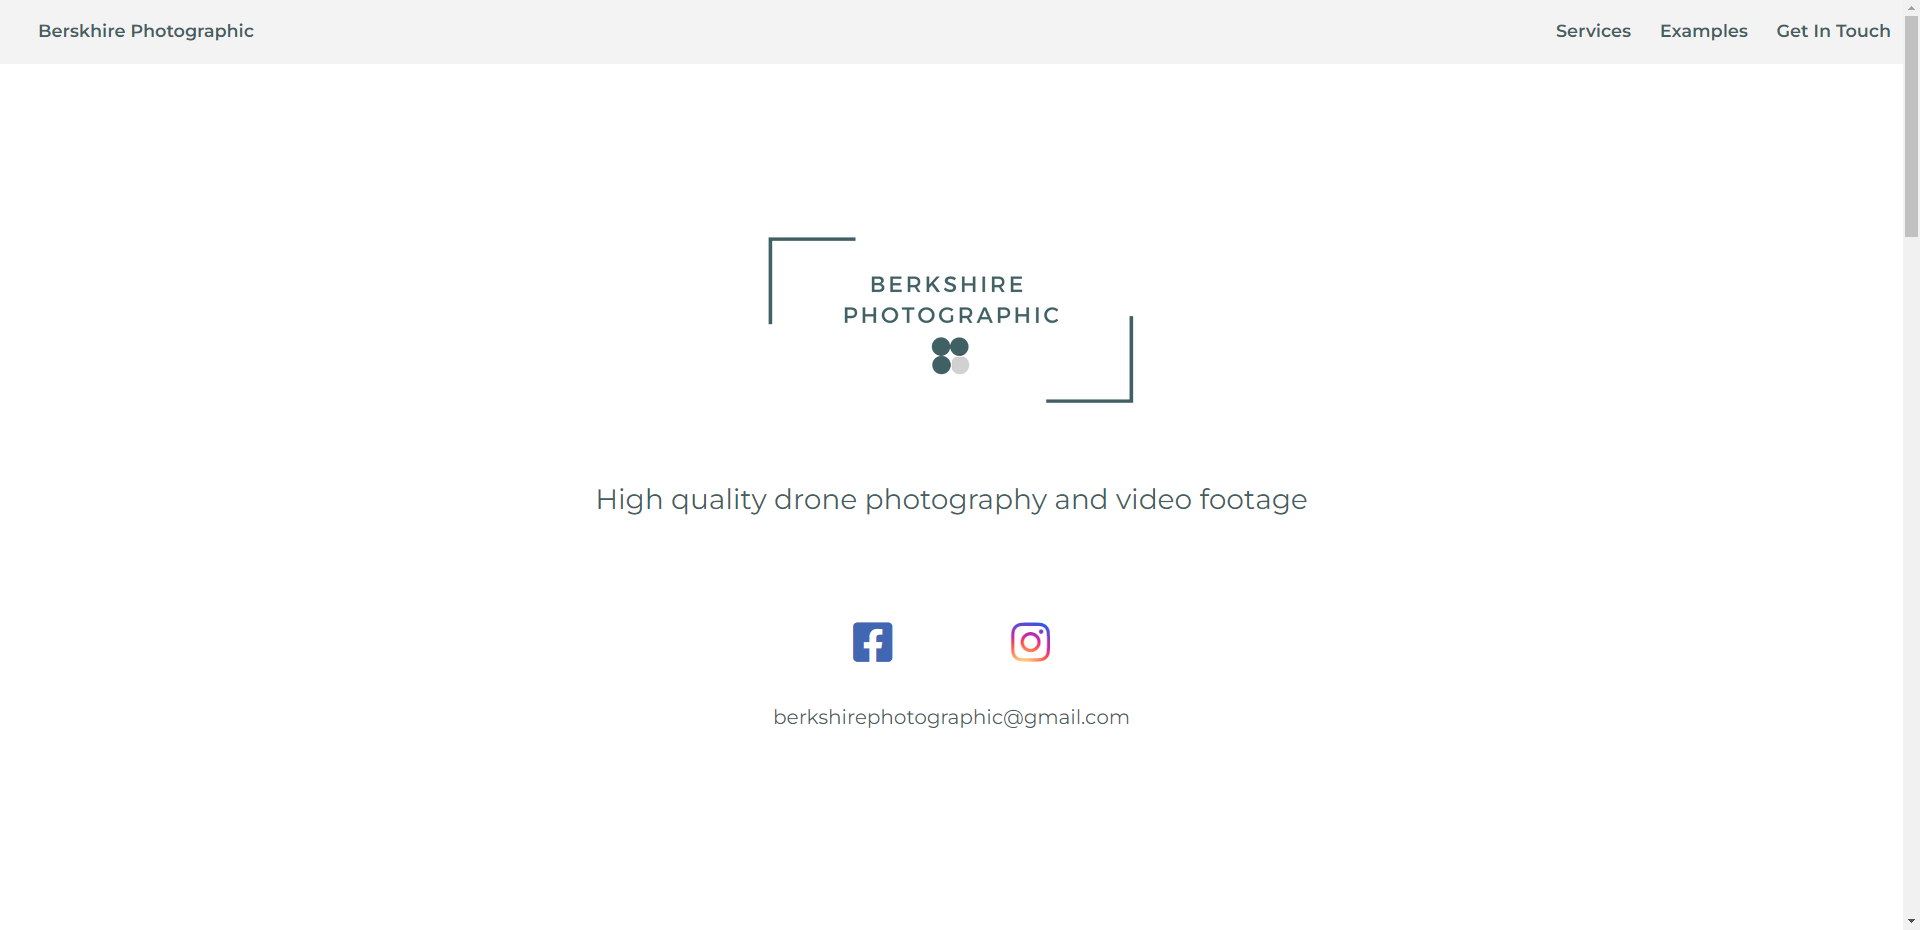 Berskhire Photographic
Services Examples Get In Touch
BERKSHIRE
PHOTOGRAPHIC
High quality drone photography and video footage
berkshirephotographic@gmail.com